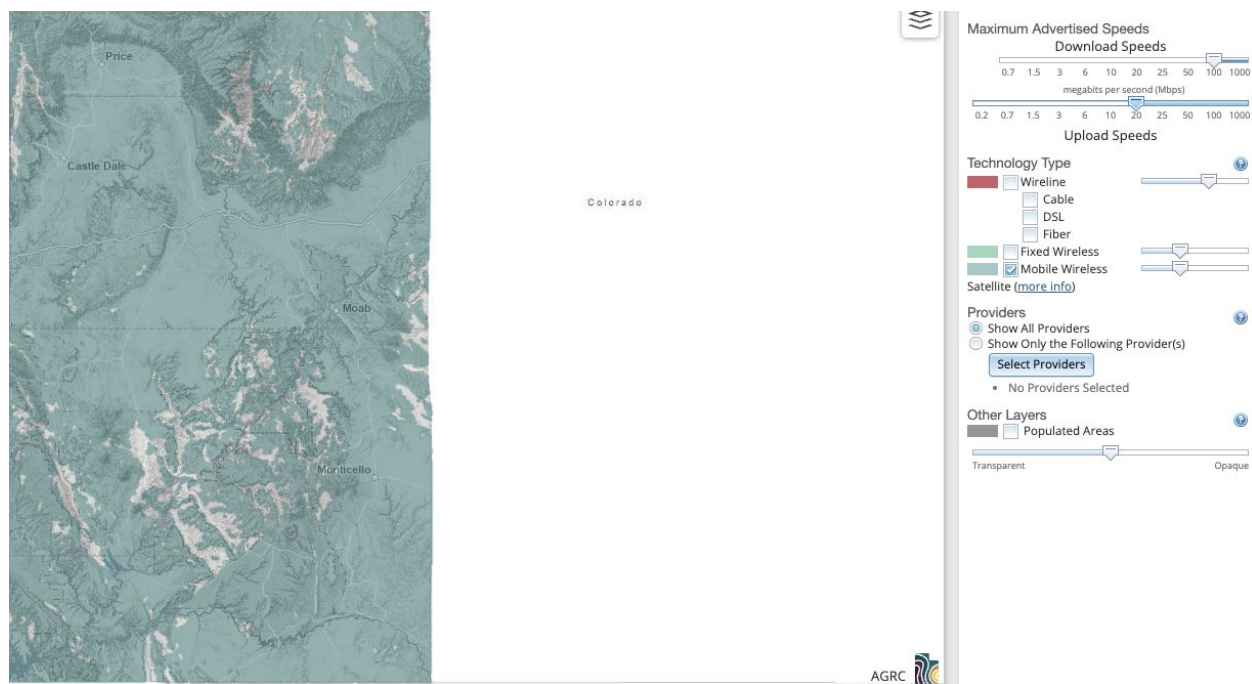 Price
Castle Dale
Moab
Monticello
Colorado
AGRC
Maximum Advertised Speeds
Download Speeds
0.7 1.5 3 6 10 20 25 50 100 1000
megabits per second (Mbps)
0.2 0.7 1.5 3 6 10 20 25 50 100 1000
Upload Speeds
Technology Type
Wireline
Cable
DSL
Fiber
Fixed Wireless
Mobile Wireless
Satellite (more info)
Providers
Show All Providers
Show Only the Following Provider(s)
Select Providers
• No Providers Selected
Other Layers
Populated Areas
Transparent Opaque